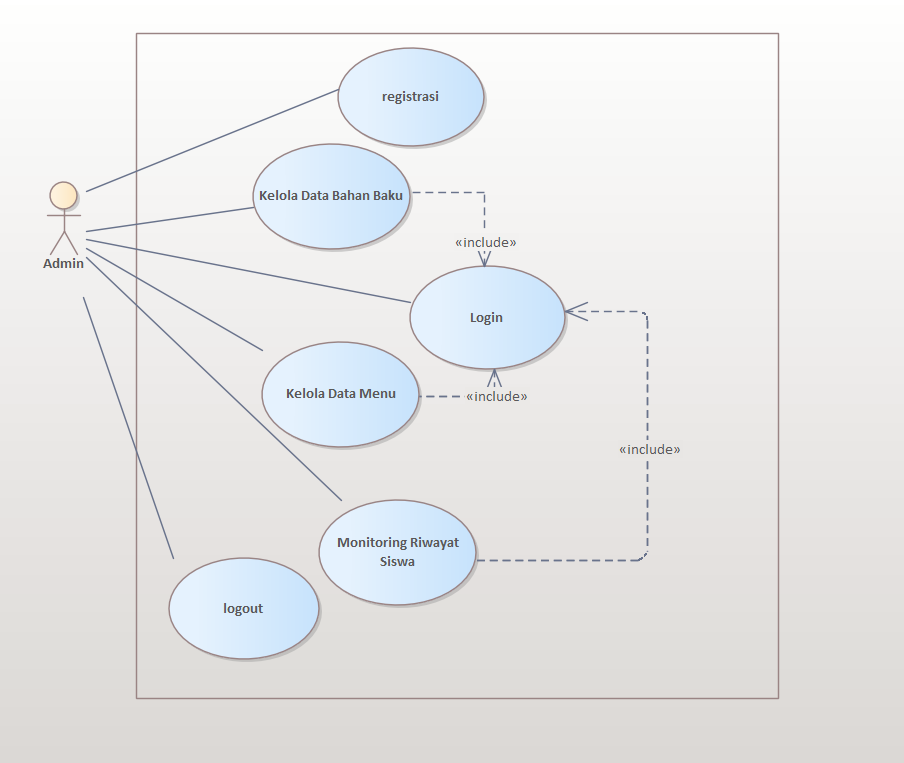 registrasi
Kelola Data Bahan Baku
«include»
Admin
Login
Kelola Data Menu
«include»
«include»
Monitoring Riwayat
Siswa
logout